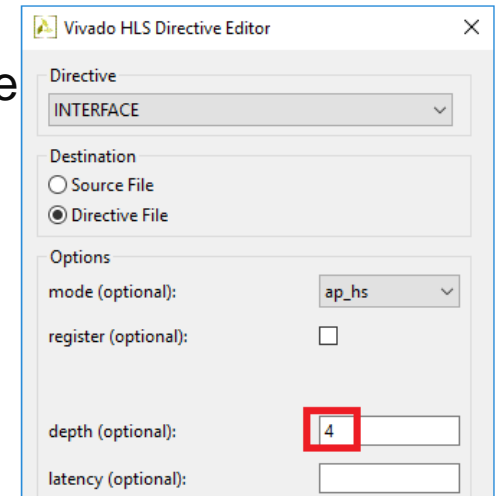 Vivado HLS Directive Editor
e
Directive
INTERFACE
Destination
Source File
Directive File
Options
mode (optional): ap_hs
register (optional):
depth (optional): 4
latency (optional):